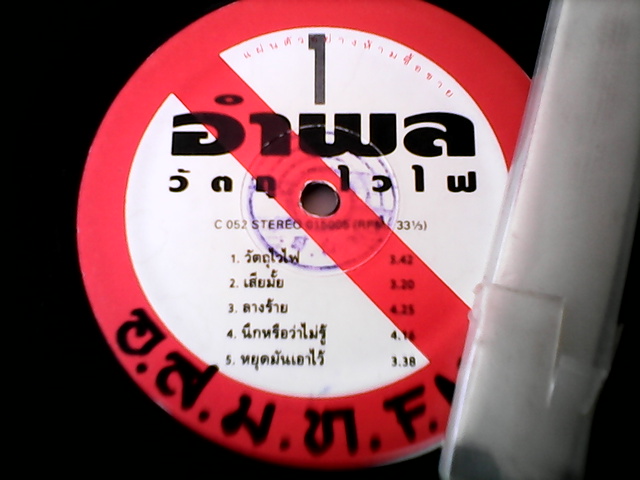 แผ่นตัวอย่างห้ามซื้อขาย
1
อำพล
วัตถุไวไฟ
C 052 STEREO 015005 (RPM : 33⅓)
1. วัตถุไวไฟ 3.42
2. เสียมั้ย 3.20
3. ลางร้าย 4.25
4. นึกหรือว่าไม่รู้ 4.16
5. หยุดมันเอาไว้ 3.38
อ.ส.ม.ท.F.